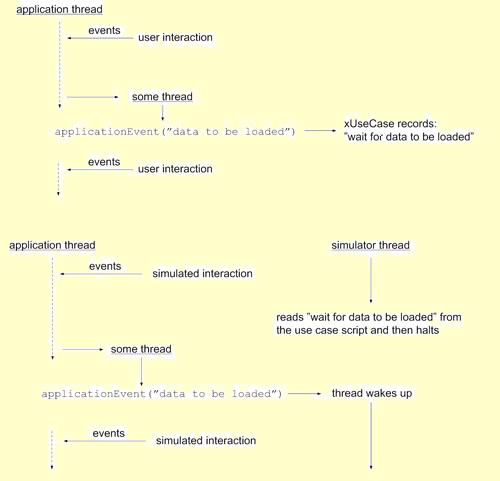 application thread
events
user interaction
some thread
applicationEvent("data to be loaded")
xUseCase records:
"wait for data to be loaded"
events
user interaction
application thread
simulator thread
events
simulated interaction
reads "wait for data to be loaded" from
the use case script and then halts
some thread
applicationEvent("data to be loaded")
thread wakes up
events
simulated interaction